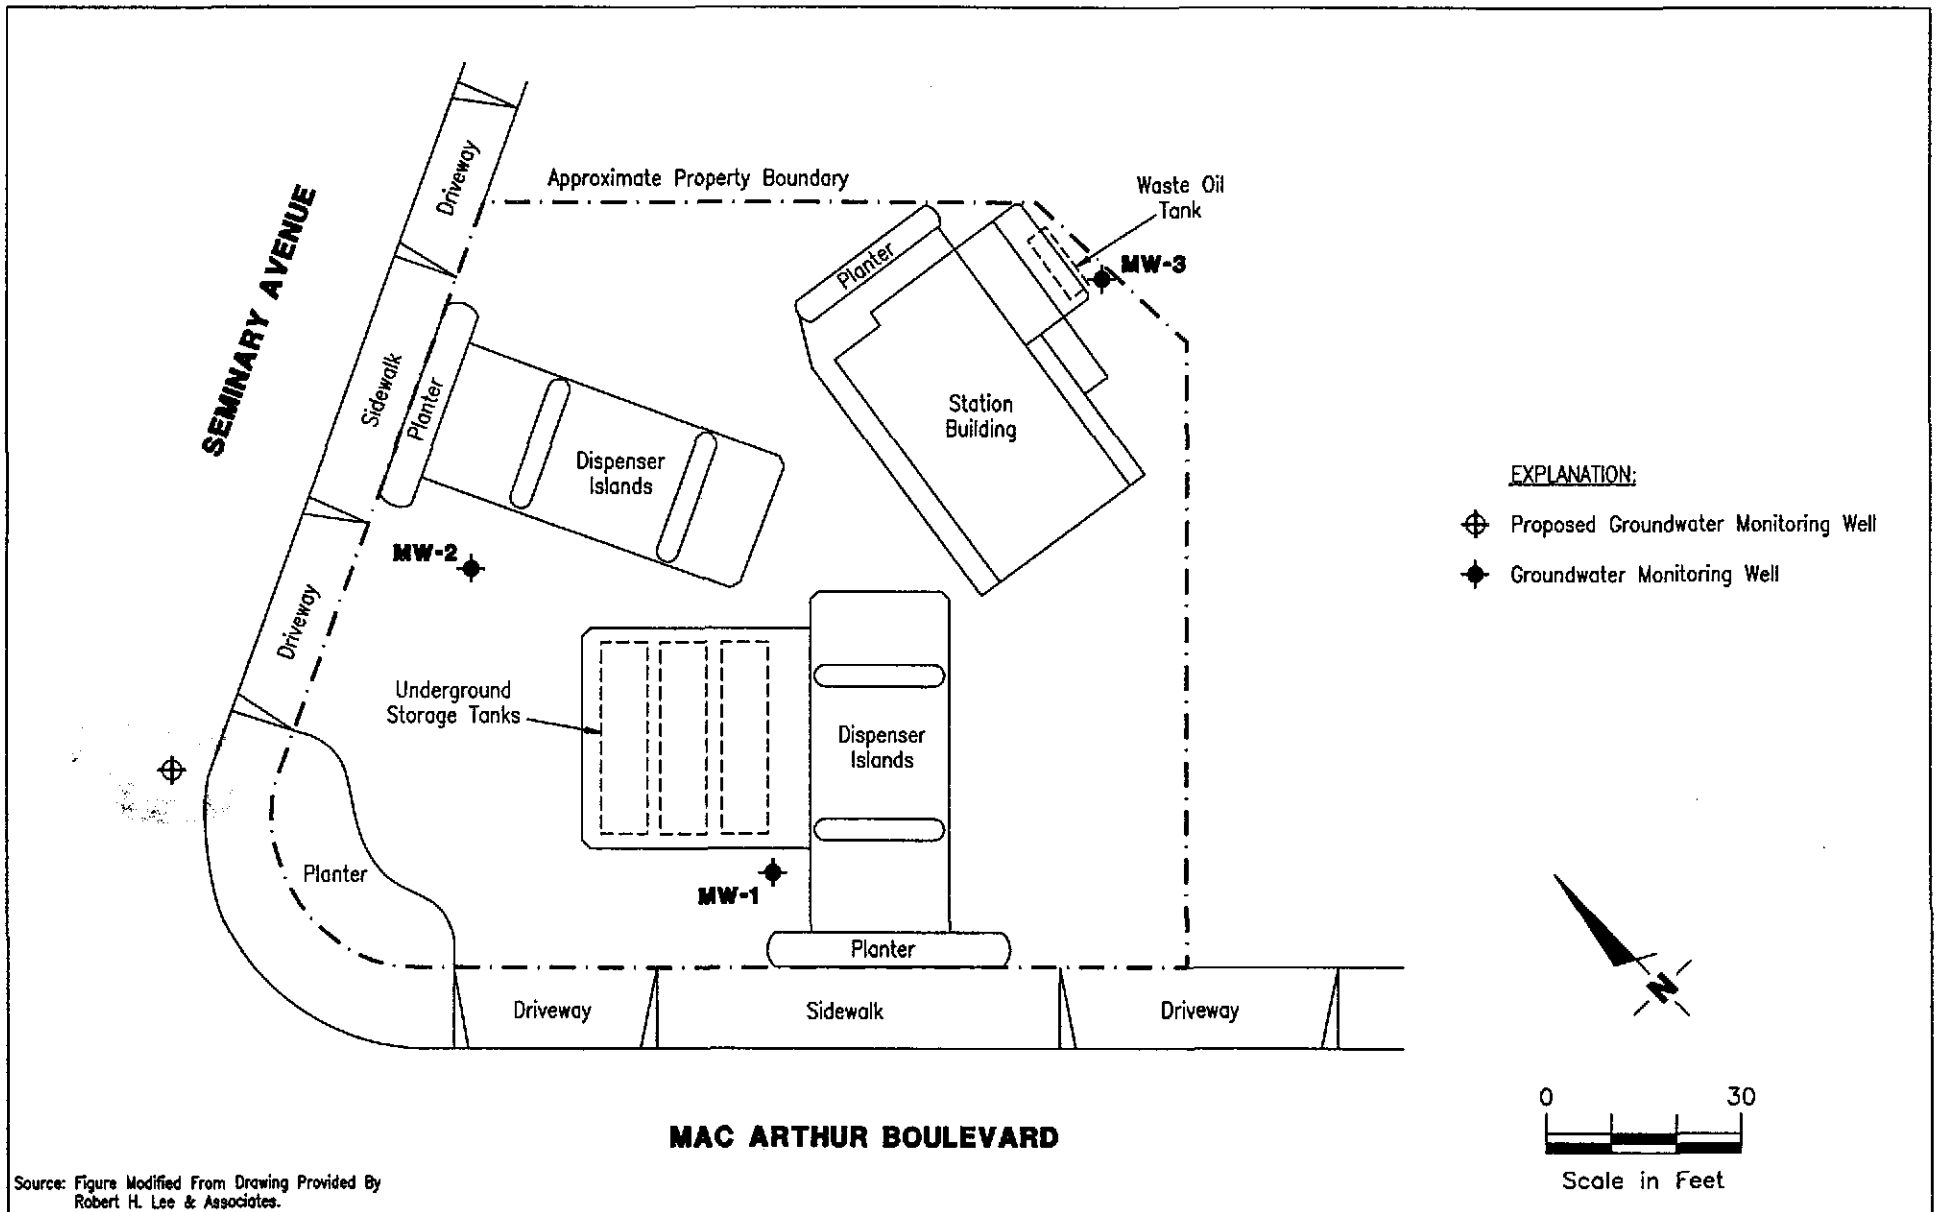 Driveway
Approximate Property Boundary
Waste Oil
Tank
SEMINARY AVENUE
Planter
MW-3
Sidewalk
Planter
Station
Building
Dispenser
Islands
EXPLANATION:
Proposed Groundwater Monitoring Well
Groundwater Monitoring Well
MW-2
Driveway
Underground
Storage Tanks
Dispenser
Islands
Planter
MW-1
Planter
N
Driveway
Sidewalk
Driveway
0 30
Scale in Feet
MAC ARTHUR BOULEVARD
Source: Figure Modified From Drawing Provided By
Robert H. Lee & Associates.